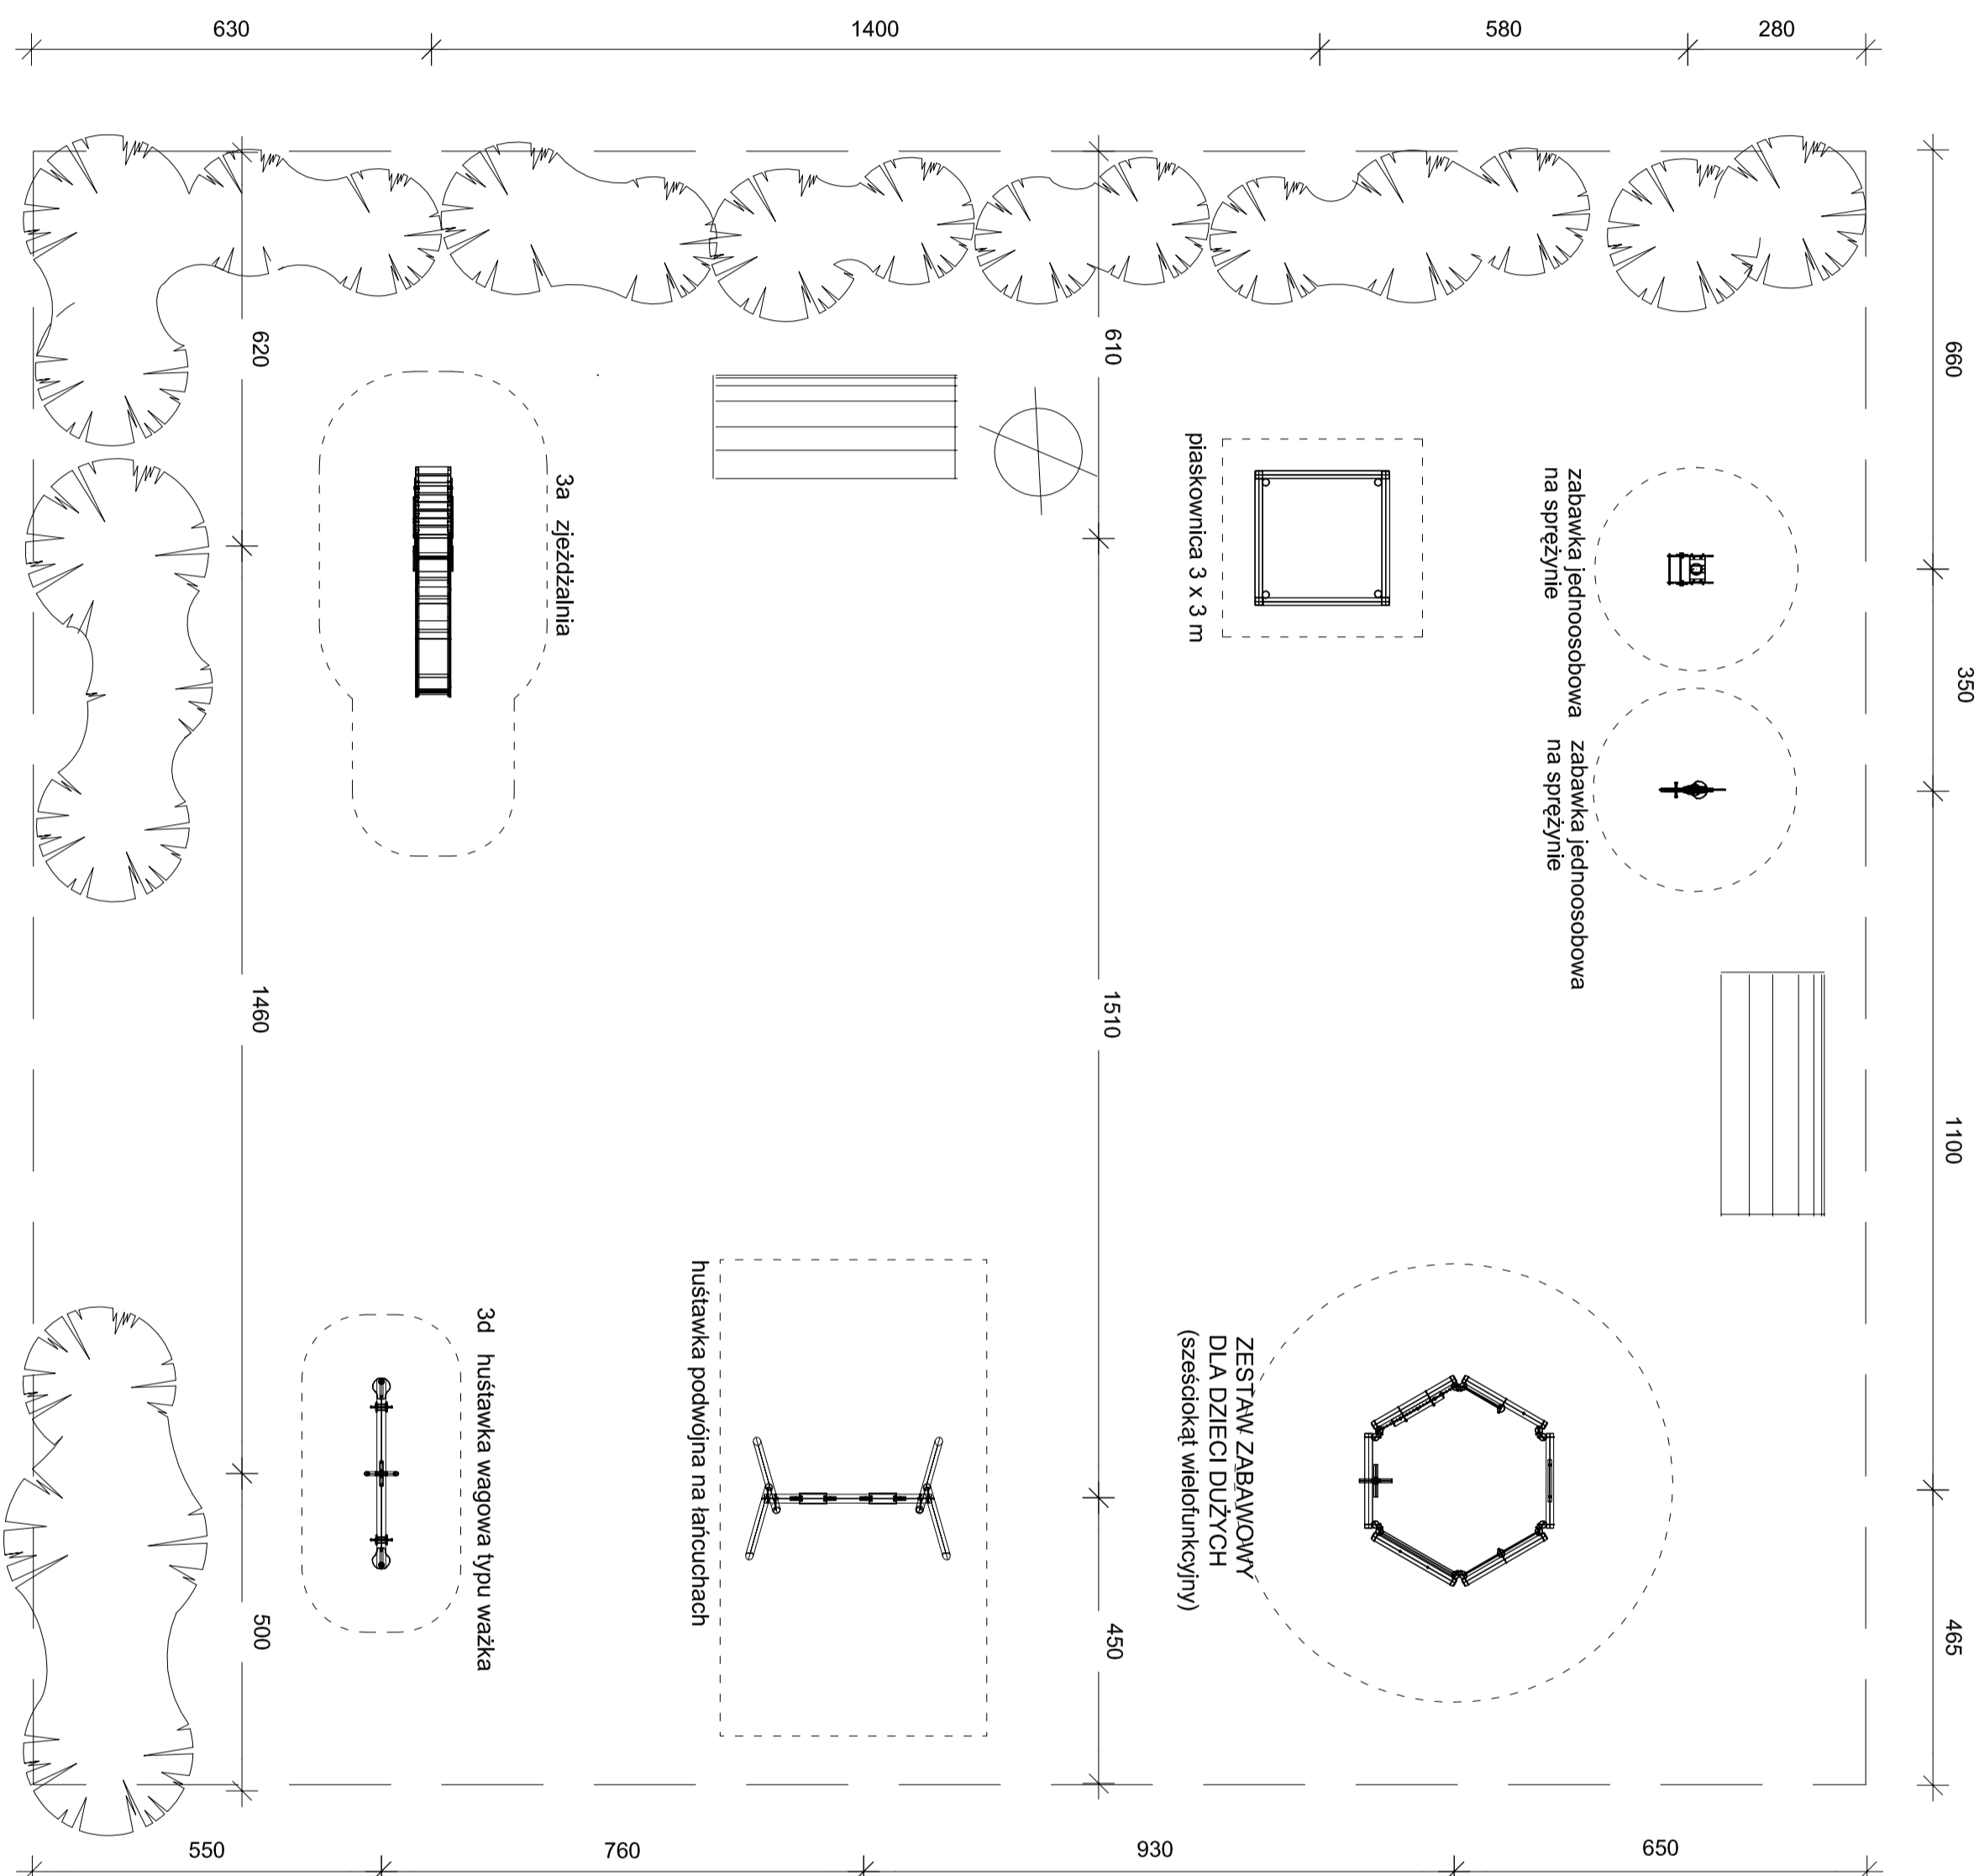 630
1400
580
280
660
350
1100
465
620
1460
500
610
1510
450
3a zjeżdżalnia
piaskownica 3 x 3 m
zabawka jednoosobowa
na sprężynie
zabawka jednoosobowa
na sprężynie
3d huśtawka wagowa typu ważka
huśtawka podwójna na łańcuchach
ZESTAW ZABAWOWY
DLA DZIECI DUŻYCH
(sześciokąt wielofunkcyjny)
550
760
930
650